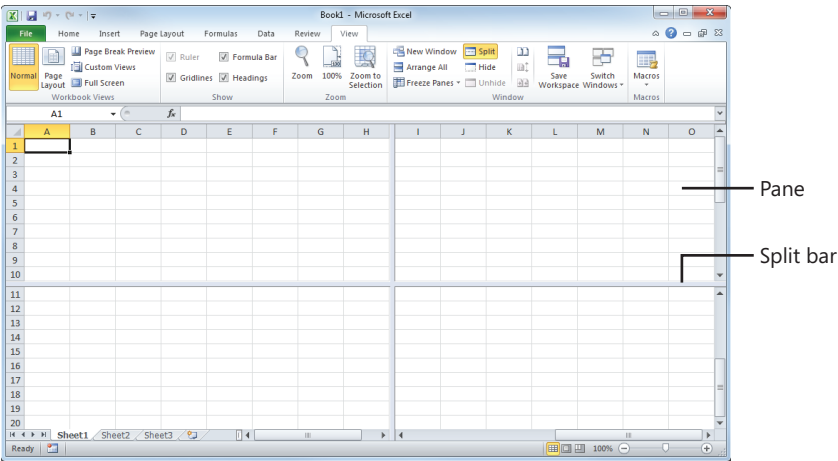 Book1 - Microsoft Excel
File Home Insert Page Layout Formulas Data Review View
Normal Page Layout Page Break Preview Custom Views Full Screen
Workbook Views
Ruler Formula Bar
Gridlines Headings
Show
Zoom 100% Zoom to Selection
Zoom
New Window Split
Arrange All Hide
Freeze Panes Unhide
Save Workspace Switch Windows
Window
Macros
Macros
A1 fx
A B C D E F G H I J K L M N O
1
2
3
4
5
6
7
8
9
10
11
12
13
14
15
16
17
18
19
20
Pane
Split bar
Sheet1 Sheet2 Sheet3
Ready 100%